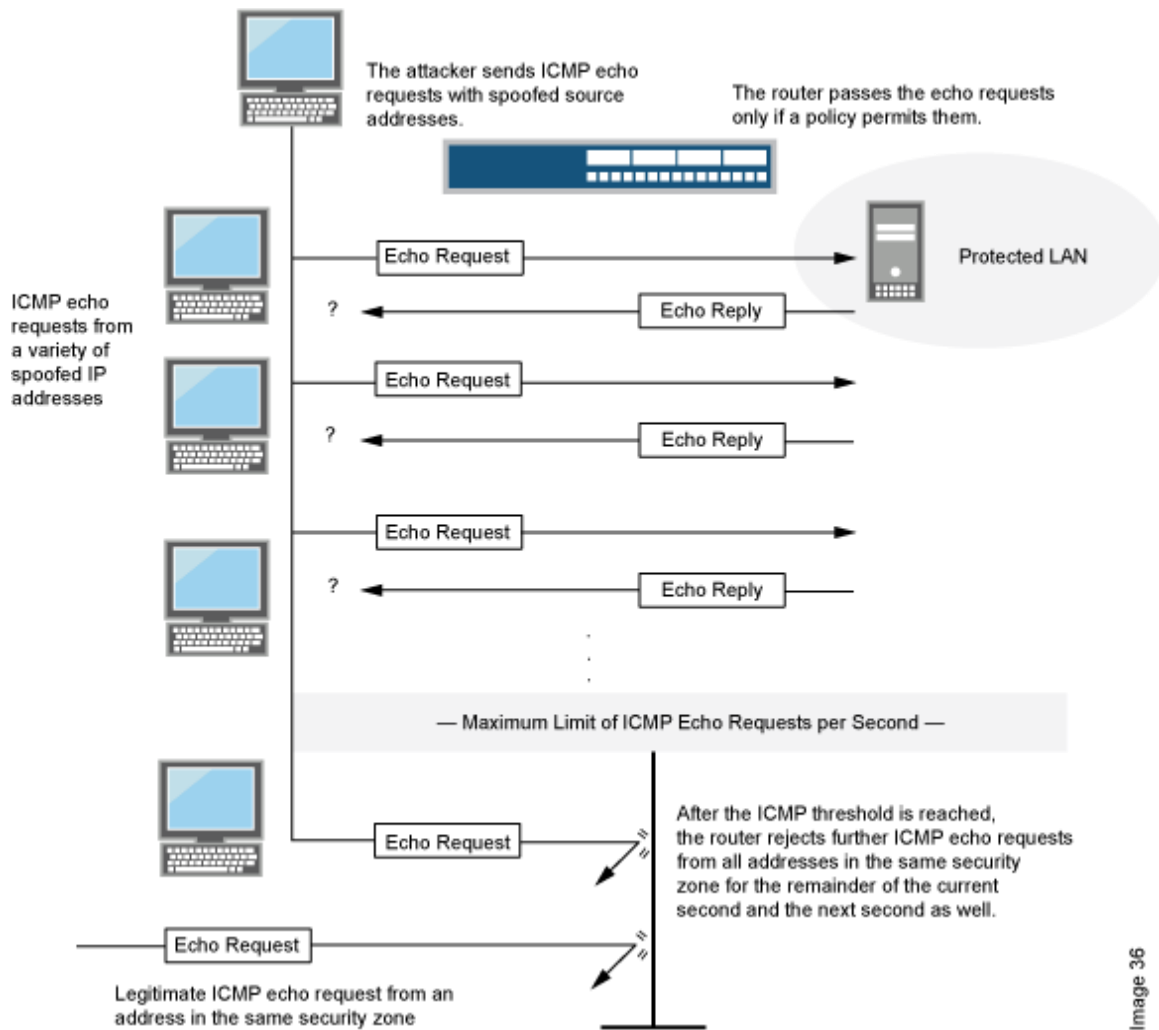 The attacker sends ICMP echo
requests with spoofed source
addresses.
The router passes the echo requests
only if a policy permits them.
Echo Request
Protected LAN
ICMP echo
requests from
a variety of
spoofed IP
addresses
?
Echo Reply
Echo Request
?
Echo Reply
Echo Request
?
Echo Reply
— Maximum Limit of ICMP Echo Requests per Second —
After the ICMP threshold is reached,
the router rejects further ICMP echo requests
from all addresses in the same security
zone for the remainder of the current
second and the next second as well.
Echo Request
Echo Request
Legitimate ICMP echo request from an
address in the same security zone
Image 36